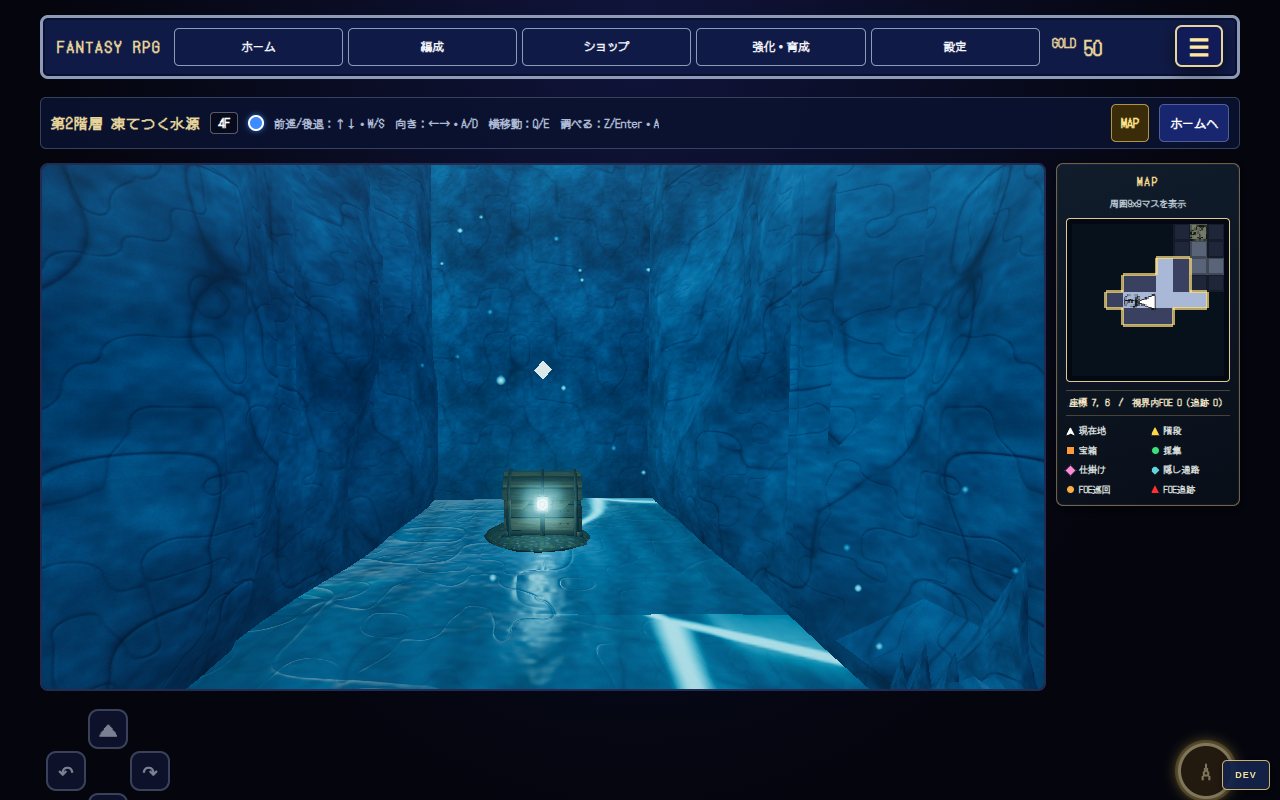 FANTASY RPG
ホーム
編成
ショップ
強化・育成
設定
GOLD 50
第2階層 凍てつく水源 4F 前進/後退：↑↓・W/S 向き：←→・A/D 横移動：Q/E 調べる：Z/Enter・A
MAP
ホームへ
MAP
周囲9x9マスを表示
座標 7, 6 / 視界内FOE 0（追跡 0）
現在地
階段
宝箱
採集
仕掛け
隠し通路
FOE巡回
FOE追跡
A
DEV